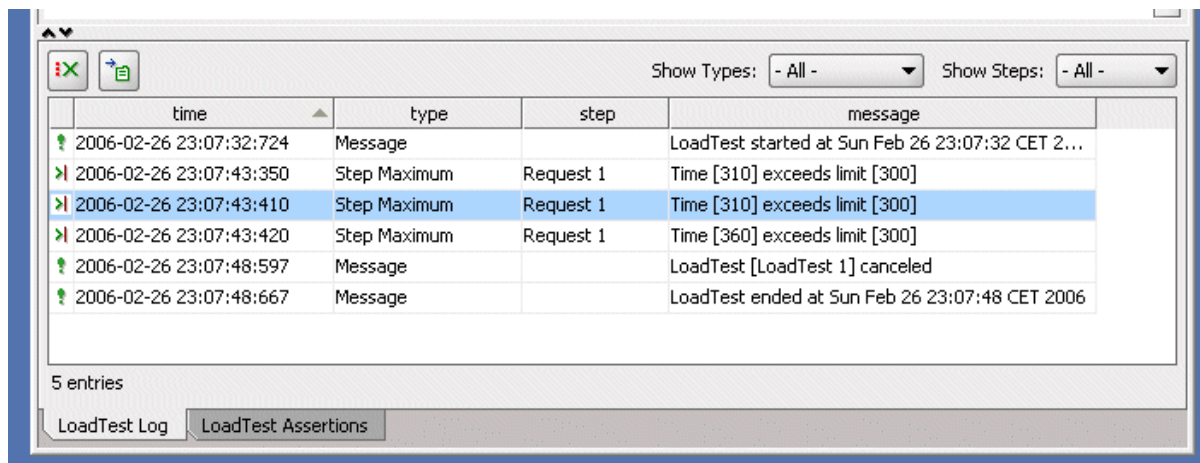 Show Types: - All - Show Steps: - All -
time type step message
2006-02-26 23:07:32:724 Message LoadTest started at Sun Feb 26 23:07:32 CET 2...
2006-02-26 23:07:43:350 Step Maximum Request 1 Time [310] exceeds limit [300]
2006-02-26 23:07:43:410 Step Maximum Request 1 Time [310] exceeds limit [300]
2006-02-26 23:07:43:420 Step Maximum Request 1 Time [360] exceeds limit [300]
2006-02-26 23:07:48:597 Message LoadTest [LoadTest 1] canceled
2006-02-26 23:07:48:667 Message LoadTest ended at Sun Feb 26 23:07:48 CET 2006
5 entries
LoadTest Log LoadTest Assertions